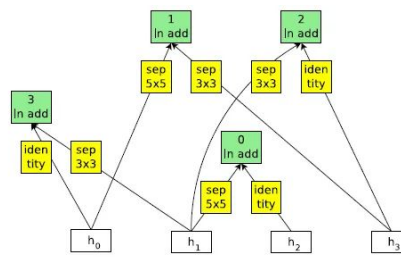 1
ln add
2
ln add
sep
5x5
sep
3x3
sep
3x3
iden
tity
3
ln add
iden
tity
sep
3x3
0
ln add
sep
5x5
iden
tity
h0
h1
h2
h3